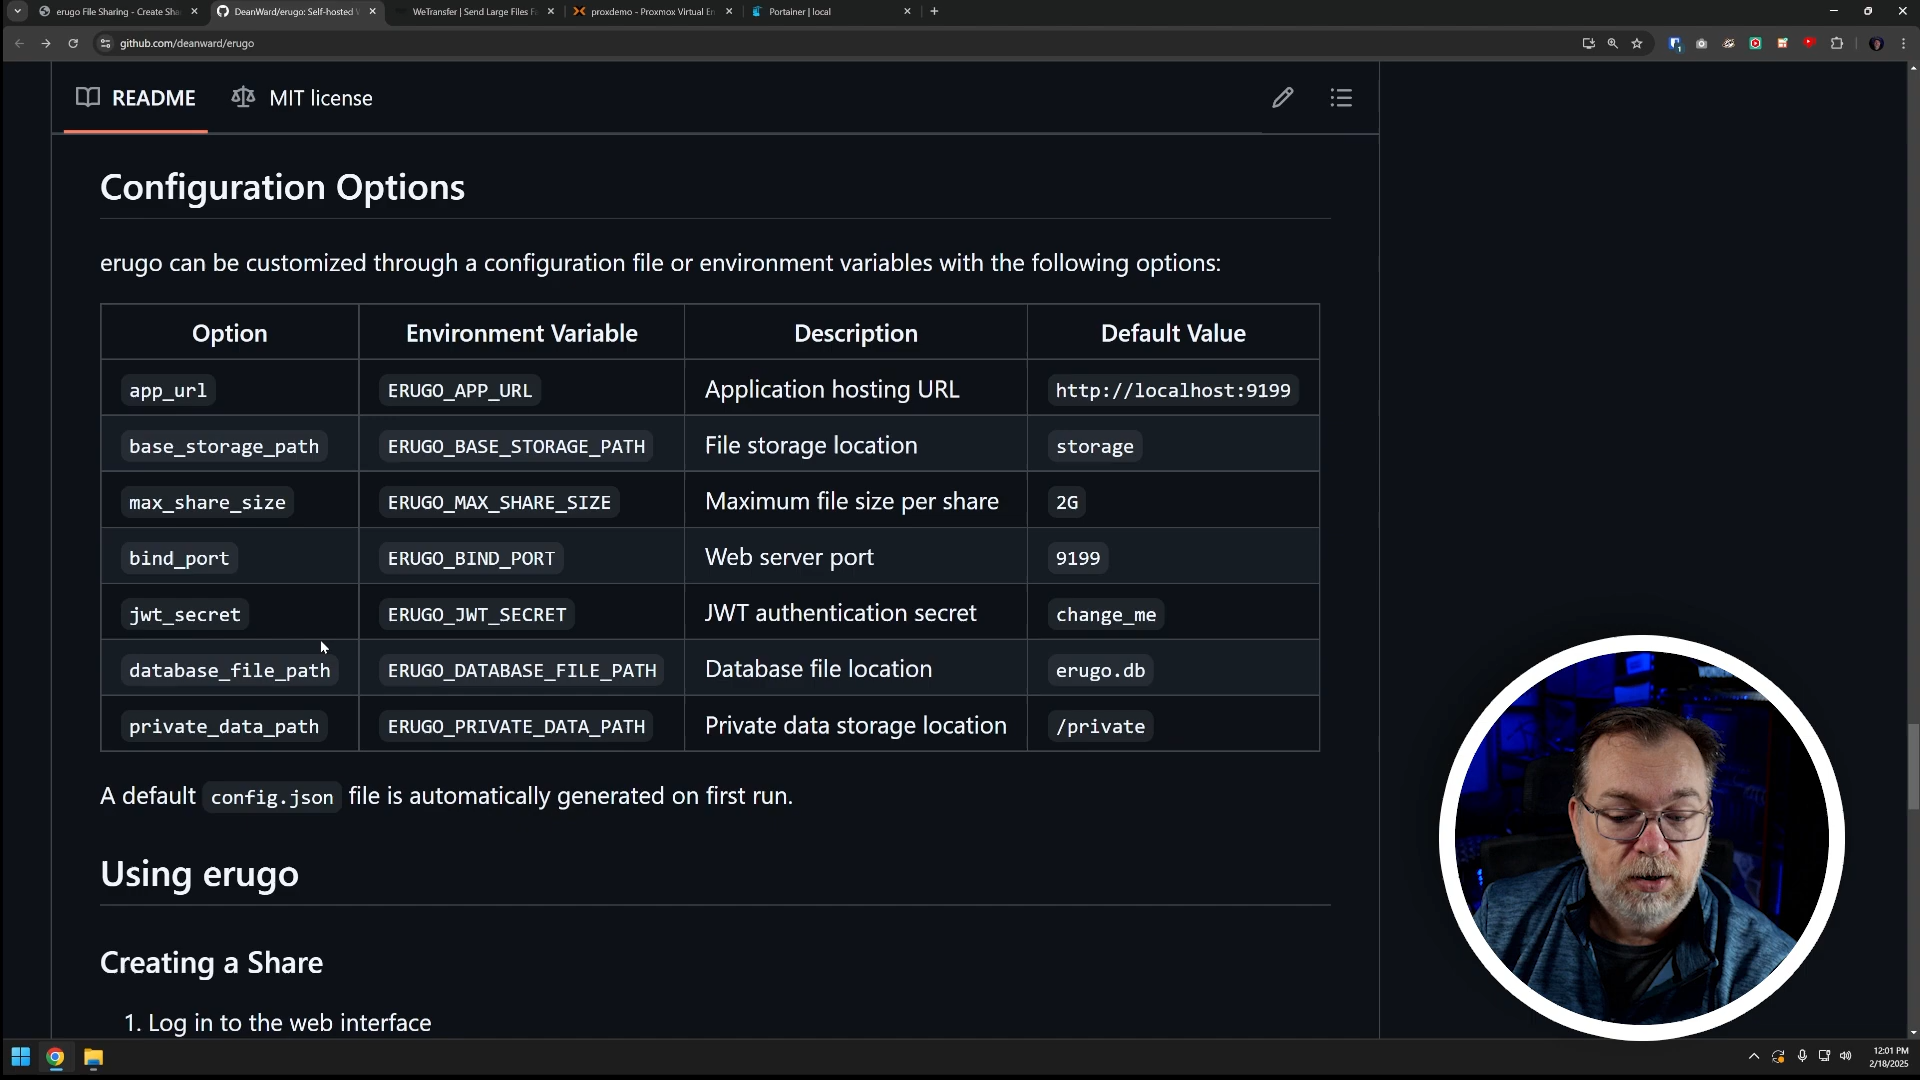 erugo File Sharing - Create Sha
DeanWard/erugo: Self-hosted W
WeTransfer | Send Large Files F
proxdemo - Proxmox Virtual En
Portainer | local
github.com/deanward/erugo
README
MIT license
Configuration Options
erugo can be customized through a configuration file or environment variables with the following options:
Option Environment Variable Description Default Value
app_url ERUGO_APP_URL Application hosting URL http://localhost:9199
base_storage_path ERUGO_BASE_STORAGE_PATH File storage location storage
max_share_size ERUGO_MAX_SHARE_SIZE Maximum file size per share 2G
bind_port ERUGO_BIND_PORT Web server port 9199
jwt_secret ERUGO_JWT_SECRET JWT authentication secret change_me
database_file_path ERUGO_DATABASE_FILE_PATH Database file location erugo.db
private_data_path ERUGO_PRIVATE_DATA_PATH Private data storage location /private
A default config.json file is automatically generated on first run.
Using erugo
Creating a Share
1. Log in to the web interface
12:01 PM
2/18/2025